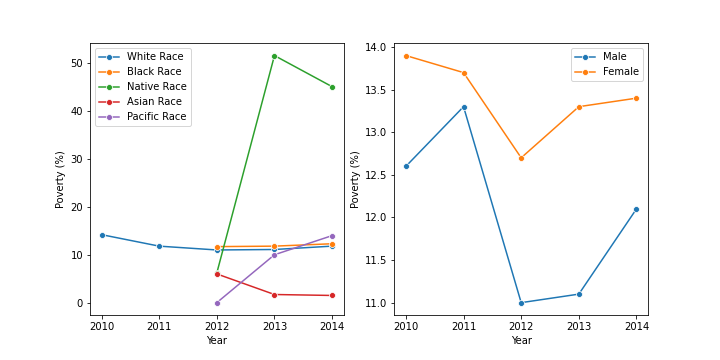 White Race
Black Race
Native Race
Asian Race
Pacific Race
50
40
30
20
10
0
Poverty (%)
2010 2011 2012 2013 2014
Year
Male
Female
14.0
13.5
13.0
12.5
12.0
11.5
11.0
Poverty (%)
2010 2011 2012 2013 2014
Year